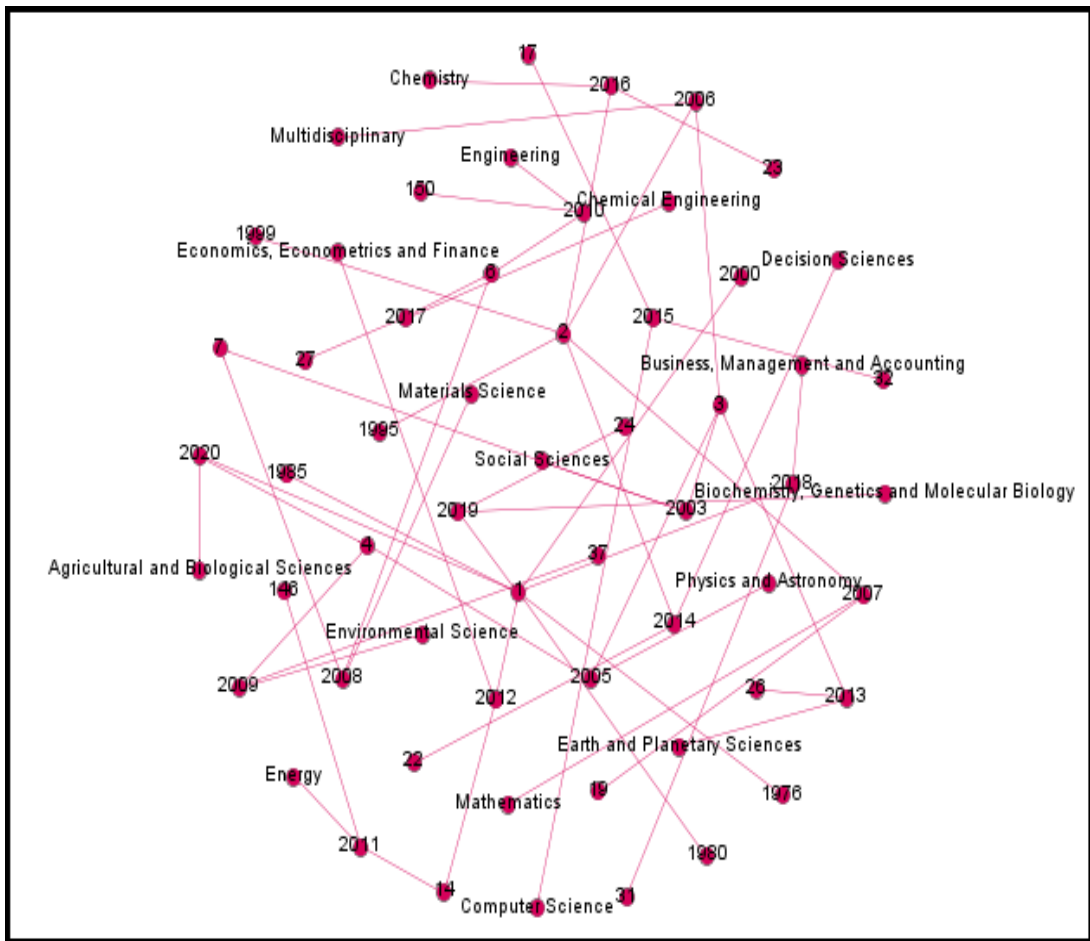 17
Chemistry
2016
2006
Multidisciplinary
Engineering
23
150
Chemical Engineering
2010
1999
Economics, Econometrics and Finance
Decision Sciences
6
2000
2017
2015
2
7
27
Business, Management and Accounting
32
Materials Science
3
1995
24
2020
1985
Social Sciences
2018
Biochemistry, Genetics and Molecular Biology
2019
2003
4
37
Agricultural and Biological Sciences
146
1
Physics and Astronomy
2007
2014
Environmental Science
2009
2008
2005
2012
26
2013
Earth and Planetary Sciences
22
Energy
19
1976
Mathematics
2011
1980
14
31
Computer Science